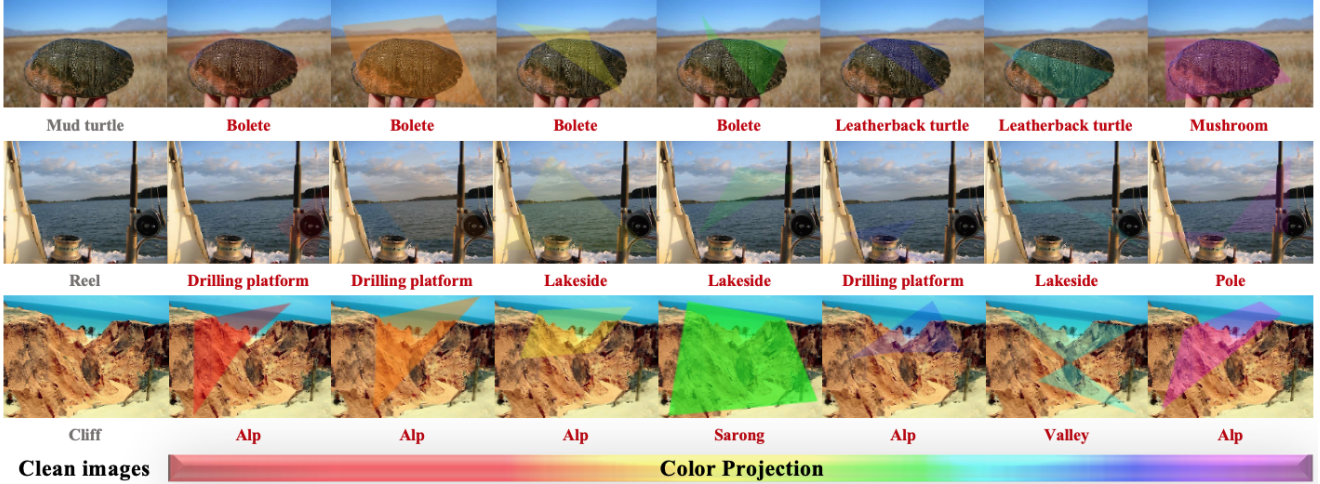 Mud turtle Bolete Bolete Bolete Bolete Leatherback turtle Leatherback turtle Mushroom
Reel Drilling platform Drilling platform Lakeside Lakeside Drilling platform Lakeside Pole
Cliff Alp Alp Alp Sarong Alp Valley Alp
Clean images Color Projection